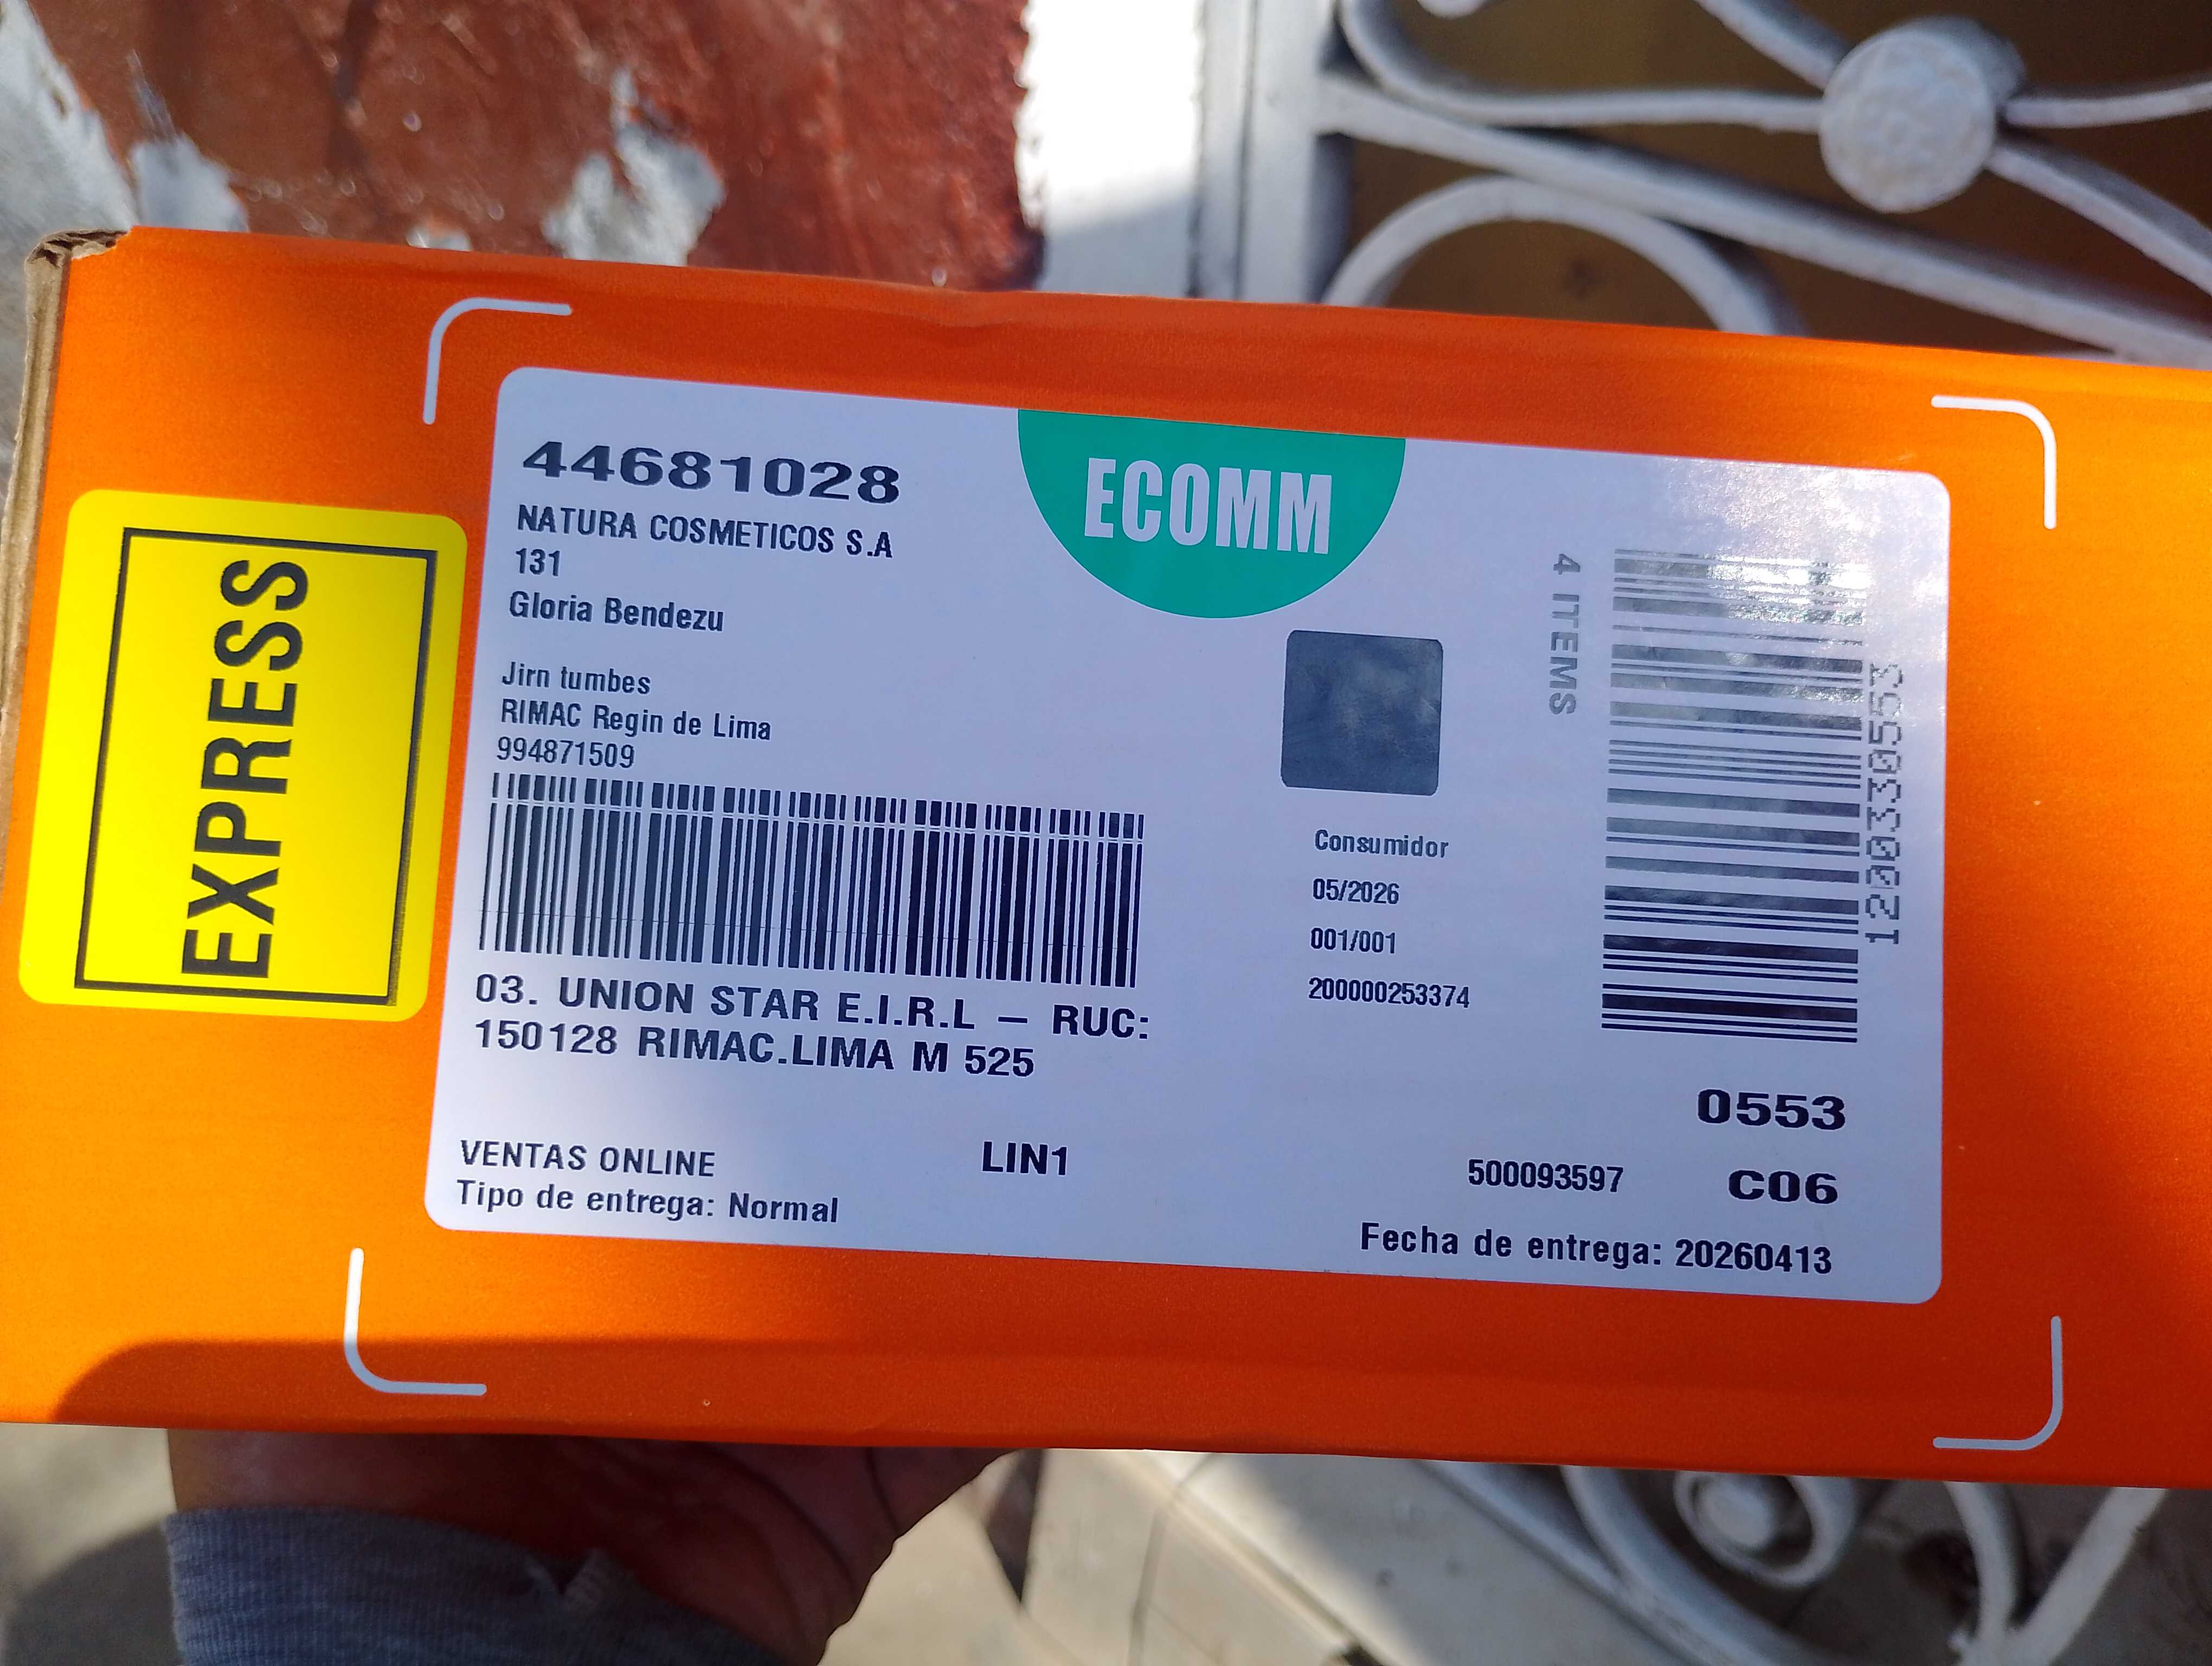 EXPRESS
44681028
ECOMM
NATURA COSMETICOS S.A
131
Gloria Bendezu
Jirn tumbes
RIMAC Regin de Lima
994871509
4 ITEMS
1200330553
Consumidor
05/2026
001/001
200000253374
03. UNION STAR E.I.R.L – RUC:
150128 RIMAC.LIMA M 525
0553
VENTAS ONLINE
LIN1
500093597
C06
Tipo de entrega: Normal
Fecha de entrega: 20260413